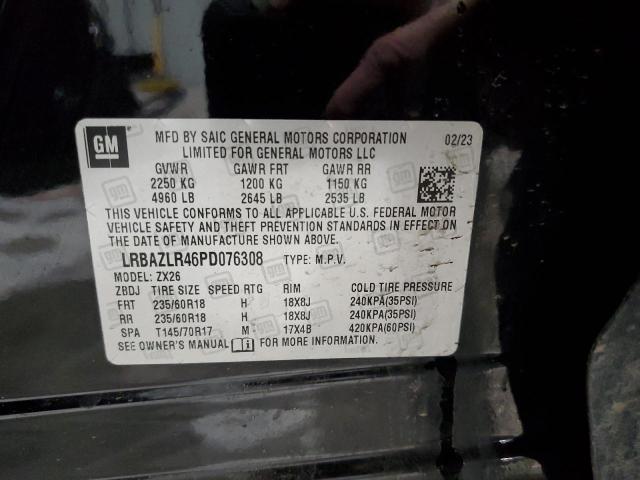 GM
MFD BY SAIC GENERAL MOTORS CORPORATION 02/23
LIMITED FOR GENERAL MOTORS LLC
GVWR GAWR FRT GAWR RR
2250 KG 1200 KG 1150 KG
4960 LB 2645 LB 2535 LB
THIS VEHICLE CONFORMS TO ALL APPLICABLE U.S. FEDERAL MOTOR
VEHICLE SAFETY AND THEFT PREVENTION STANDARDS IN EFFECT ON
THE DATE OF MANUFACTURE SHOWN ABOVE.
LRBAZLR46PD076308 TYPE: M.P.V.
MODEL: ZX26
ZBDJ TIRE SIZE SPEED RTG RIM COLD TIRE PRESSURE
FRT 235/60R18 H 18X8J 240KPA(35PSI)
RR 235/60R18 H 18X8J 240KPA(35PSI)
SPA T145/70R17 M 17X4B 420KPA(60PSI)
SEE OWNER'S MANUAL FOR MORE INFORMATION.